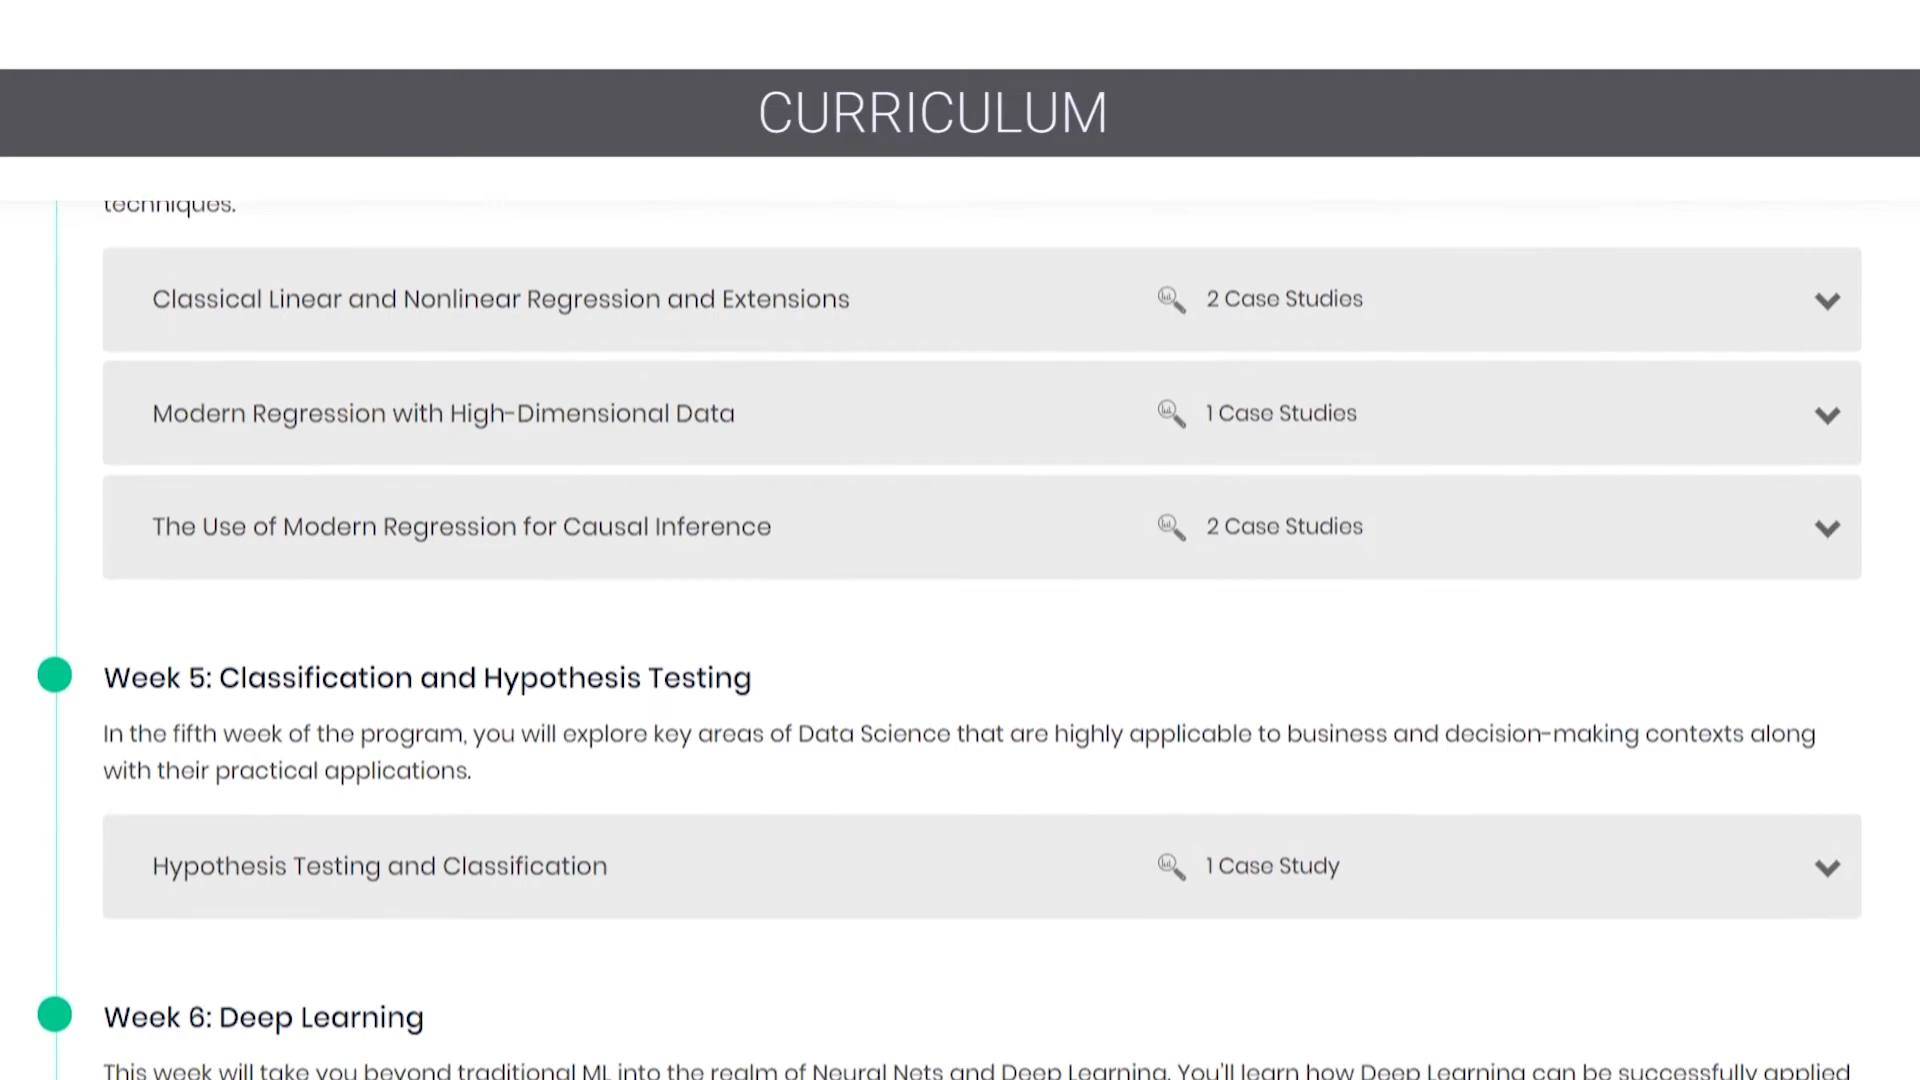 CURRICULUM
techniques.
Classical Linear and Nonlinear Regression and Extensions
2 Case Studies
Modern Regression with High-Dimensional Data
1 Case Studies
The Use of Modern Regression for Causal Inference
2 Case Studies
Week 5: Classification and Hypothesis Testing
In the fifth week of the program, you will explore key areas of Data Science that are highly applicable to business and decision-making contexts along
with their practical applications.
Hypothesis Testing and Classification
1 Case Study
Week 6: Deep Learning
This week will take you beyond traditional ML into the realm of Neural Nets and Deep Learning. You'll learn how Deep Learning can be successfully applied